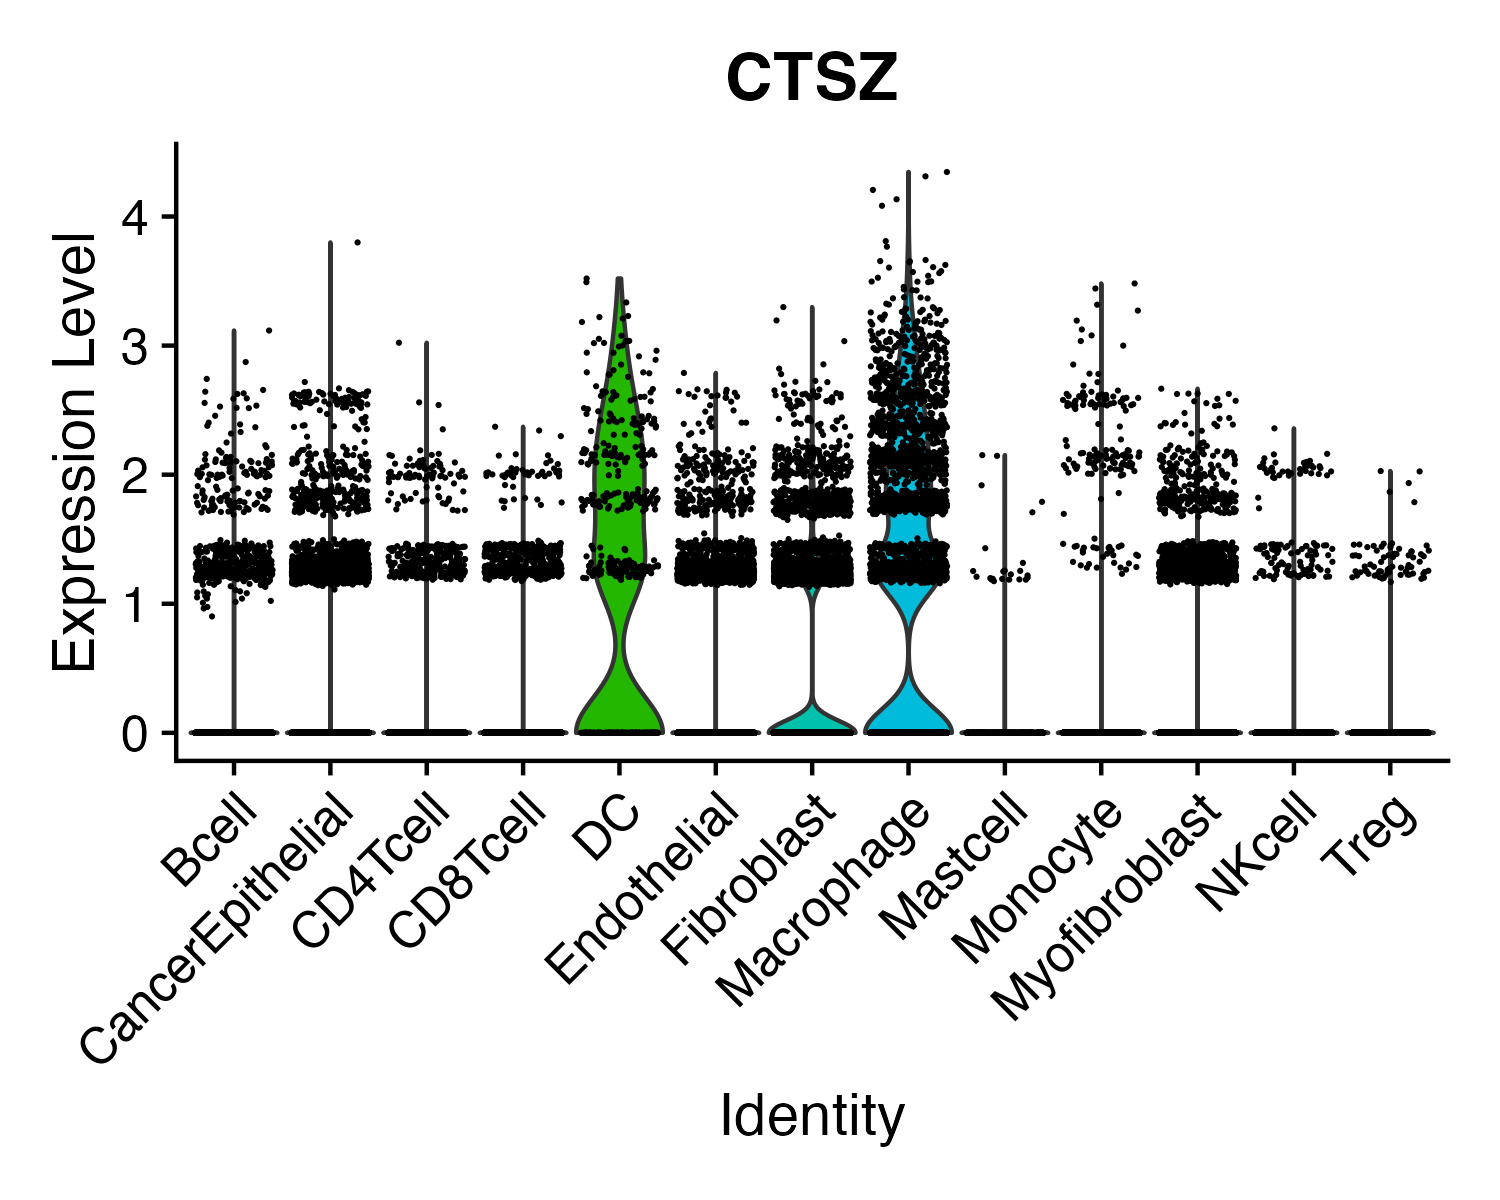 CTSZ
Expression Level
4
3
2
1
0
Bcell
CancerEpithelial
CD4Tcell
CD8Tcell
DC
Endothelial
Fibroblast
Macrophage
Mastcell
Monocyte
Myofibroblast
NKcell
Treg
Identity